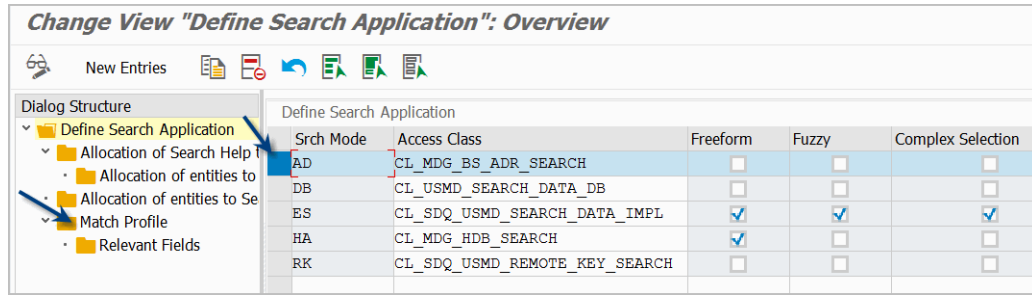 Change View "Define Search Application": Overview
New Entries
Dialog Structure
Define Search Application
Allocation of Search Help
Allocation of entities to
Allocation of entities to Se
Match Profile
Relevant Fields
Define Search Application
Srch Mode Access Class Freeform Fuzzy Complex Selection
AD CL_MDG_BS_ADR_SEARCH
DB CL_USMD_SEARCH_DATA_DB
ES CL_SDQ_USMD_SEARCH_DATA_IMPL
HA CL_MDG_HDB_SEARCH
RK CL_SDQ_USMD_REMOTE_KEY_SEARCH